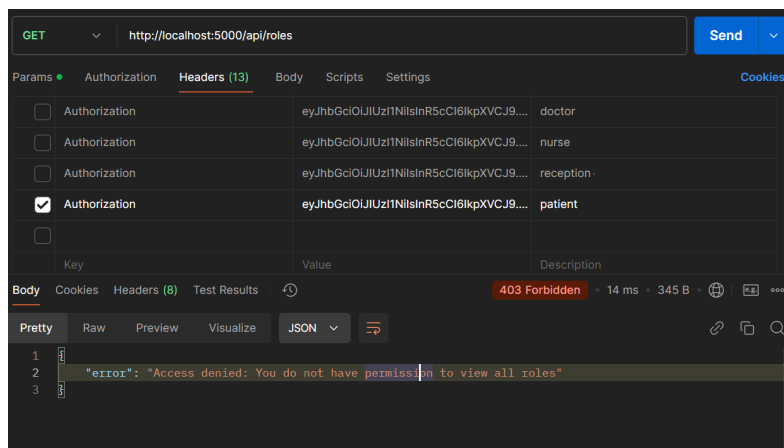 GET http://localhost:5000/api/roles Send
Params Authorization Headers (13) Body Scripts Settings Cookies
Authorization eyJhbGciOiJIUzI1NiIsInR5cCI6IkpXVCJ9.... doctor
Authorization eyJhbGciOiJIUzI1NiIsInR5cCI6IkpXVCJ9.... nurse
Authorization eyJhbGciOiJIUzI1NiIsInR5cCI6IkpXVCJ9.... reception
Authorization eyJhbGciOiJIUzI1NiIsInR5cCI6IkpXVCJ9.... patient
Key Value Description
Body Cookies Headers (8) Test Results 403 Forbidden 14 ms 345 B e.g.
Pretty Raw Preview Visualize JSON
1 {
2 "error": "Access denied: You do not have permission to view all roles"
3 }